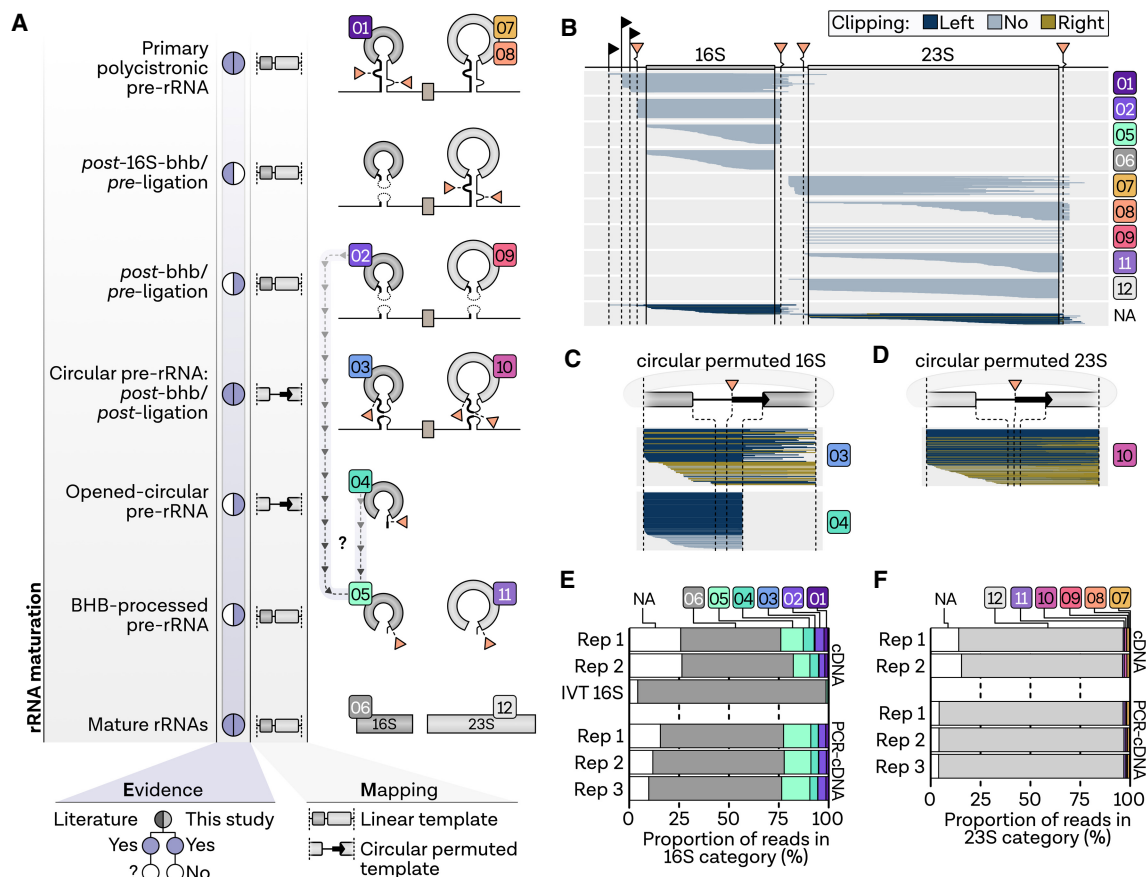 A
Primary
polycistronic
pre-rRNA
01
07
08
post-16S-bhb/
pre-ligation
post-bhb/
pre-ligation
02
09
Circular pre-rRNA:
post-bhb/
post-ligation
03
10
Opened-circular
pre-rRNA
04
?
BHB-processed
pre-rRNA
05
11
Mature rRNAs
06
16S
12
23S
rRNA maturation
Evidence
Literature
This study
Yes
Yes
?
No
Mapping
Linear template
Circular permuted
template
B
Clipping:
Left
No
Right
16S
23S
01
02
05
06
07
08
09
11
12
NA
C
circular permuted 16S
03
04
D
circular permuted 23S
10
E
NA
06
05
04
03
02
01
Rep 1
Rep 2
cDNA
IVT 16S
Rep 1
Rep 2
Rep 3
PCR-cDNA
0
25
50
75
100
Proportion of reads in
16S category (%)
F
NA
12
11
10
09
08
07
Rep 1
Rep 2
cDNA
Rep 1
Rep 2
Rep 3
PCR-cDNA
0
25
50
75
100
Proportion of reads in
23S category (%)